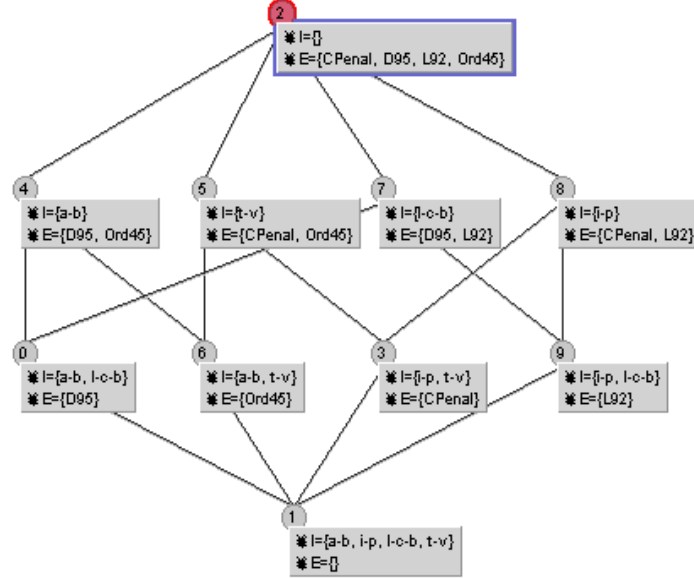 2
I={}
E={CPenal, D95, L92, Ord45}
4
5
7
8
I={a-b}
E={D95, Ord45}
I={t-v}
E={CPenal, Ord45}
I={l-c-b}
E={D95, L92}
I={i-p}
E={CPenal, L92}
0
6
3
9
I={a-b, l-c-b}
E={D95}
I={a-b, t-v}
E={Ord45}
I={i-p, t-v}
E={CPenal}
I={i-p, l-c-b}
E={L92}
1
I={a-b, i-p, l-c-b, t-v}
E={}